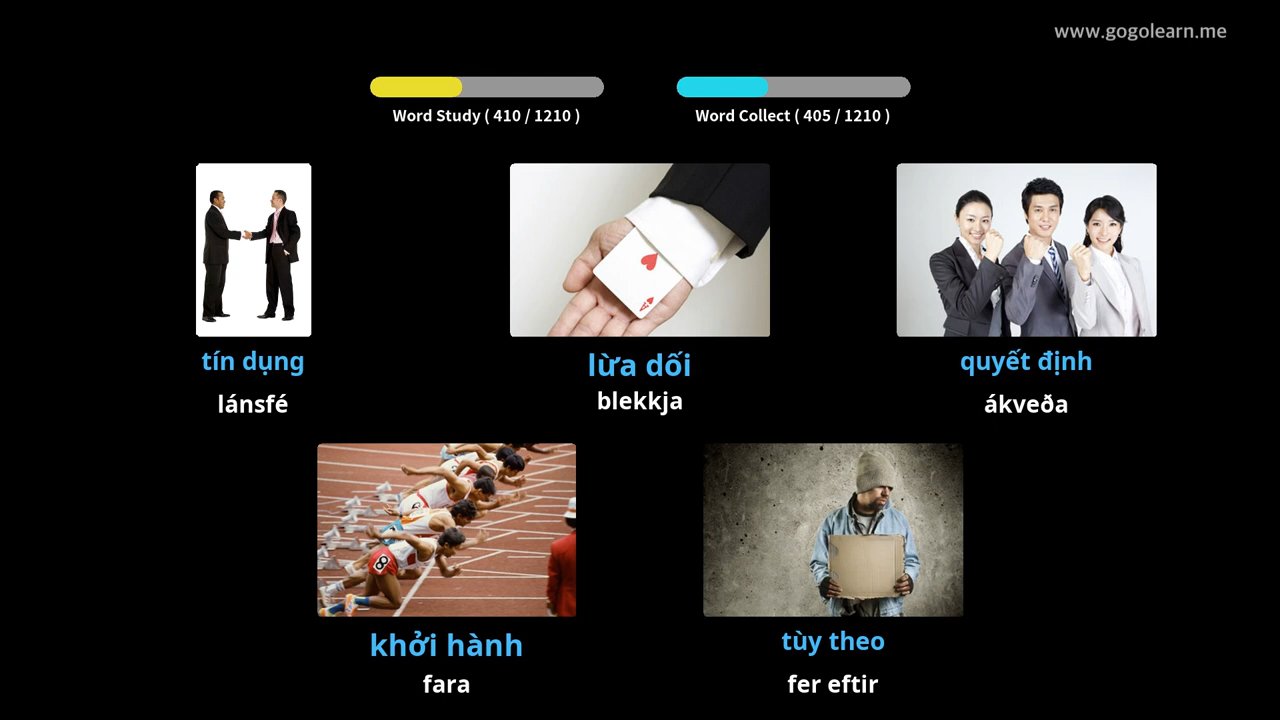 www.gogolearn.me
Word Study ( 410 / 1210 )
Word Collect ( 405 / 1210 )
tín dụng
lánsfé
lừa dối
blekkja
quyết định
ákveða
khởi hành
fara
tùy theo
fer eftir